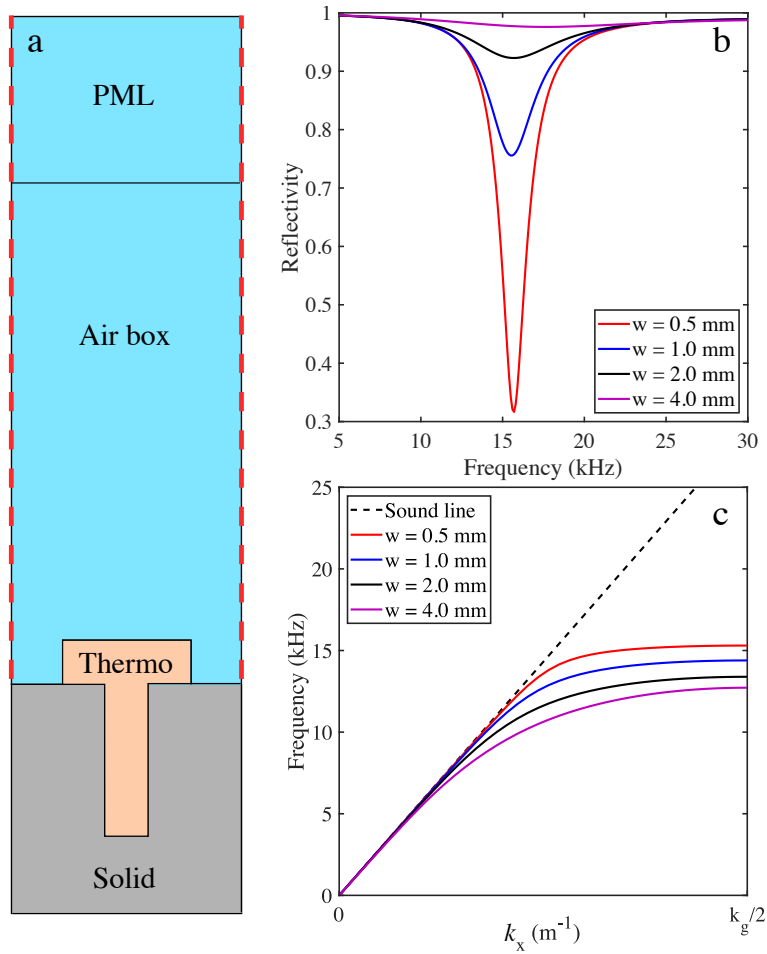 a
PML
Air box
Thermo
Solid
b
Reflectivity
1
0.9
0.8
0.7
0.6
0.5
0.4
0.3
5
10
15
20
25
30
Frequency (kHz)
w = 0.5 mm
w = 1.0 mm
w = 2.0 mm
w = 4.0 mm
c
Frequency (kHz)
25
20
15
10
5
0
0
k_g/2
k_x (m^-1)
Sound line
w = 0.5 mm
w = 1.0 mm
w = 2.0 mm
w = 4.0 mm